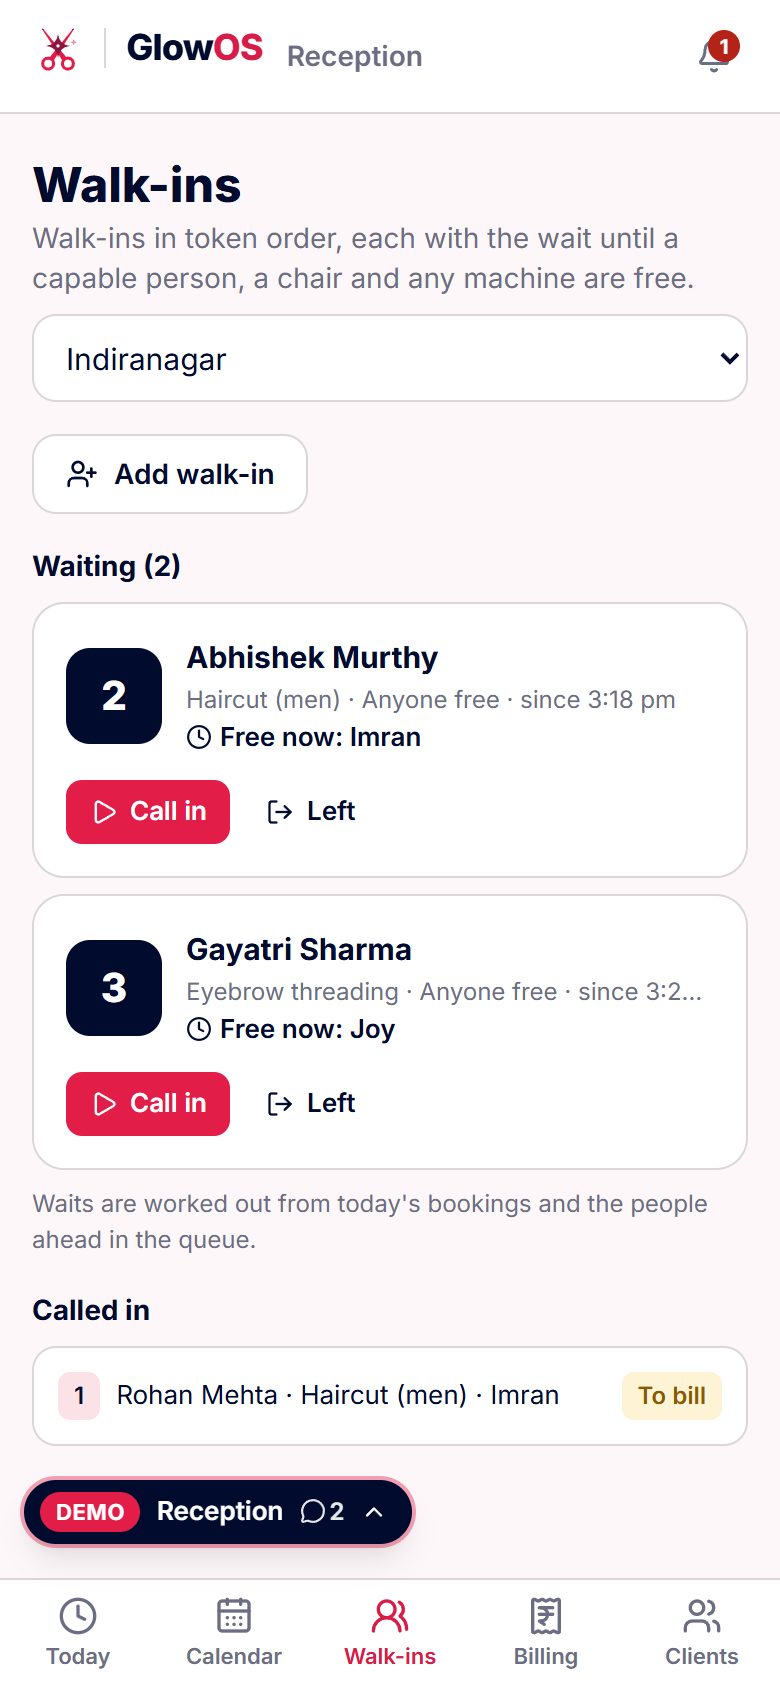 GlowOS Reception 1
Walk-ins
Walk-ins in token order, each with the wait until a
capable person, a chair and any machine are free.
Indiranagar
Add walk-in
Waiting (2)
2
Abhishek Murthy
Haircut (men) · Anyone free · since 3:18 pm
Free now: Imran
Call in Left
3
Gayatri Sharma
Eyebrow threading · Anyone free · since 3:2...
Free now: Joy
Call in Left
Waits are worked out from today's bookings and the people
ahead in the queue.
Called in
1 Rohan Mehta · Haircut (men) · Imran To bill
DEMO Reception 2
Today Calendar Walk-ins Billing Clients